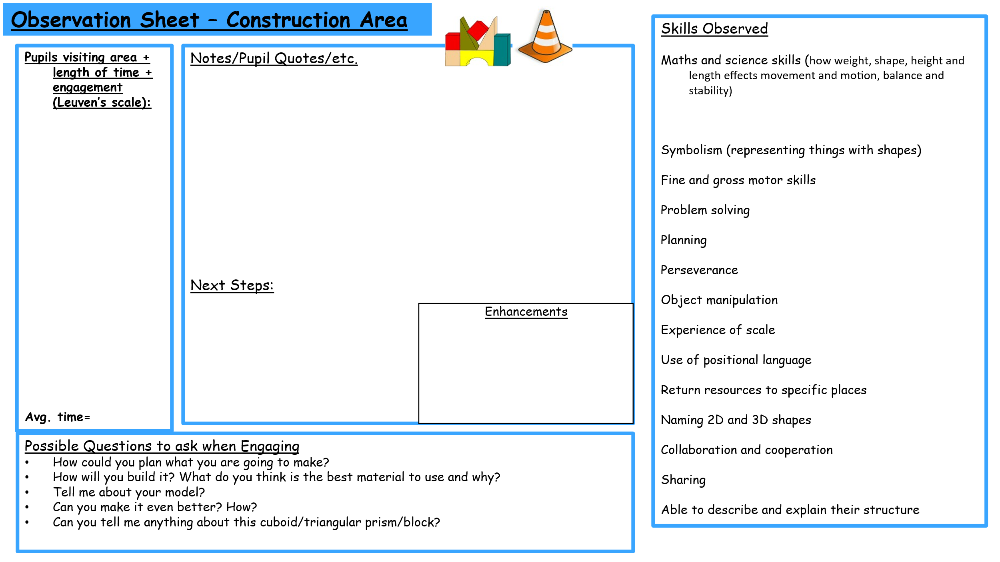 Observation Sheet – Construction Area
Pupils visiting area +
length of time +
engagement
(Leuven's scale):
Avg. time=
Notes/Pupil Quotes/etc.
Next Steps:
Enhancements
Possible Questions to ask when Engaging
• How could you plan what you are going to make?
• How will you build it? What do you think is the best material to use and why?
• Tell me about your model?
• Can you make it even better? How?
• Can you tell me anything about this cuboid/triangular prism/block?
Skills Observed
Maths and science skills (how weight, shape, height and
length effects movement and motion, balance and
stability)
Symbolism (representing things with shapes)
Fine and gross motor skills
Problem solving
Planning
Perseverance
Object manipulation
Experience of scale
Use of positional language
Return resources to specific places
Naming 2D and 3D shapes
Collaboration and cooperation
Sharing
Able to describe and explain their structure